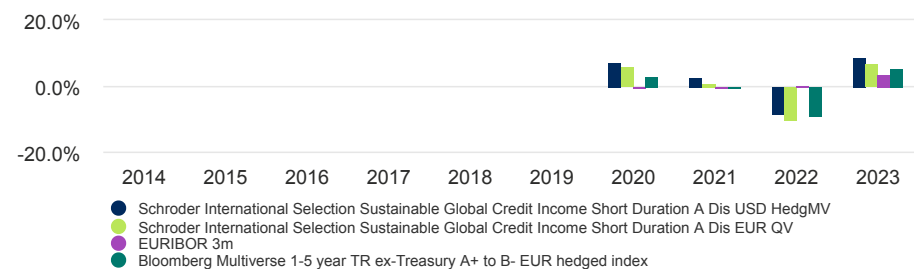 20.0%
0.0%
-20.0%
2014 2015 2016 2017 2018 2019 2020 2021 2022 2023
Schroder International Selection Sustainable Global Credit Income Short Duration A Dis USD HedgMV
Schroder International Selection Sustainable Global Credit Income Short Duration A Dis EUR QV
EURIBOR 3m
Bloomberg Multiverse 1-5 year TR ex-Treasury A+ to B- EUR hedged index